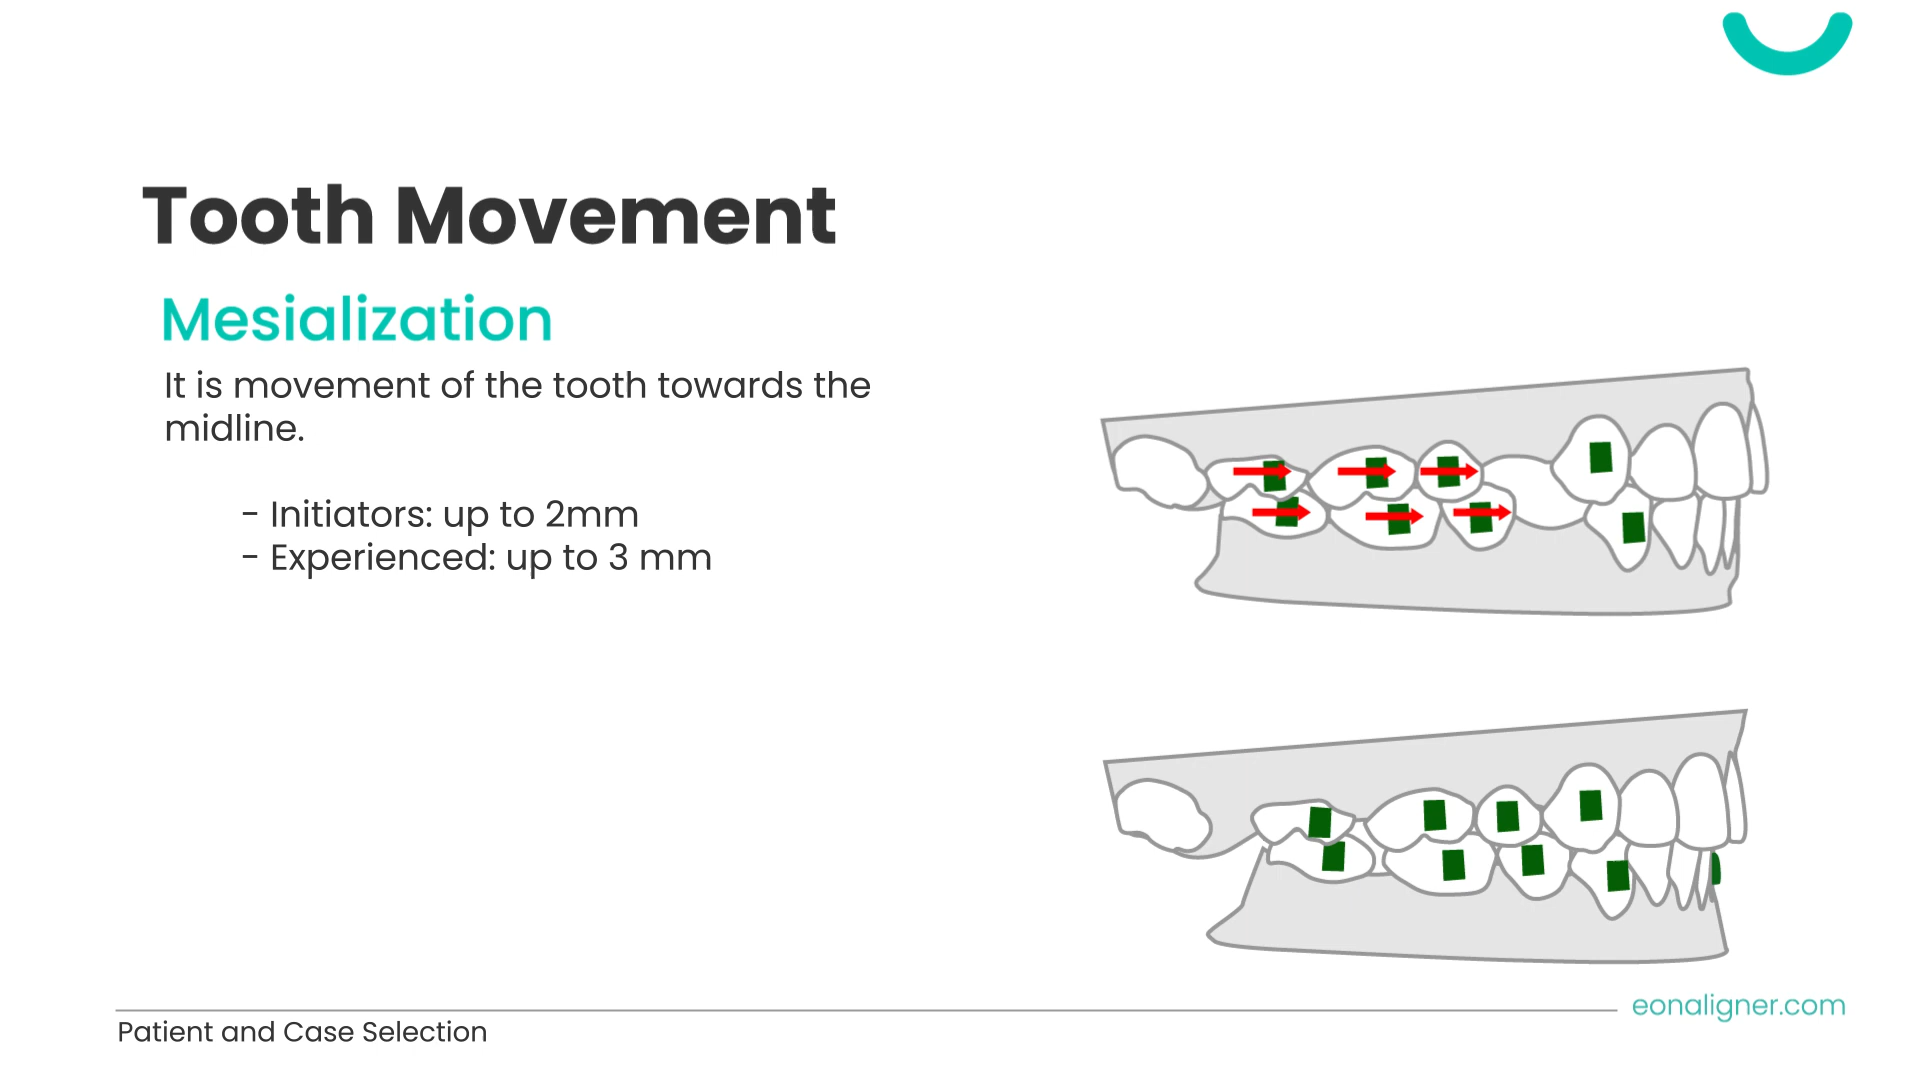 Tooth Movement
Mesialization
It is movement of the tooth towards the
midline.
- Initiators: up to 2mm
- Experienced: up to 3 mm
eonaligner.com
Patient and Case Selection